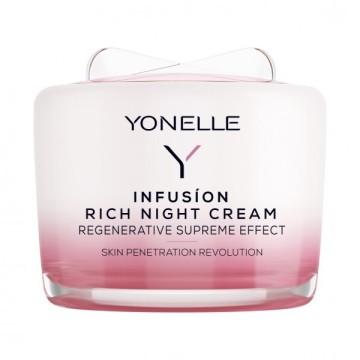 YONELLE
Y
INFUSÍON
RICH NIGHT CREAM
REGENERATIVE SUPREME EFFECT
SKIN PENETRATION REVOLUTION